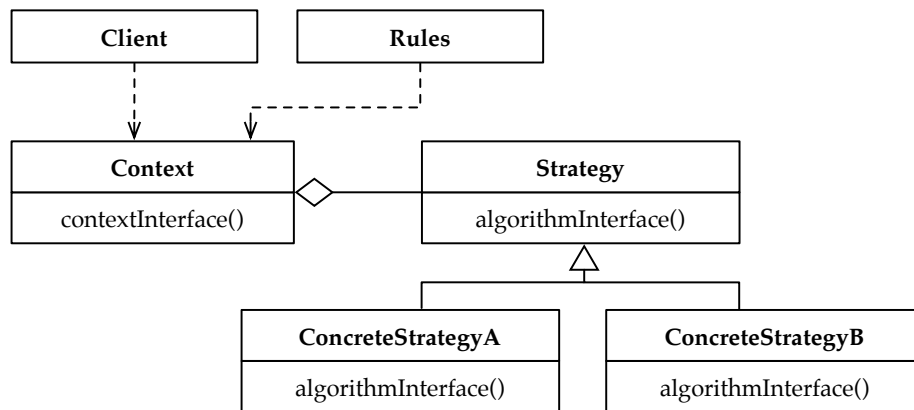 Client
Rules
Context
contextInterface()
Strategy
algorithmInterface()
ConcreteStrategyA
algorithmInterface()
ConcreteStrategyB
algorithmInterface()